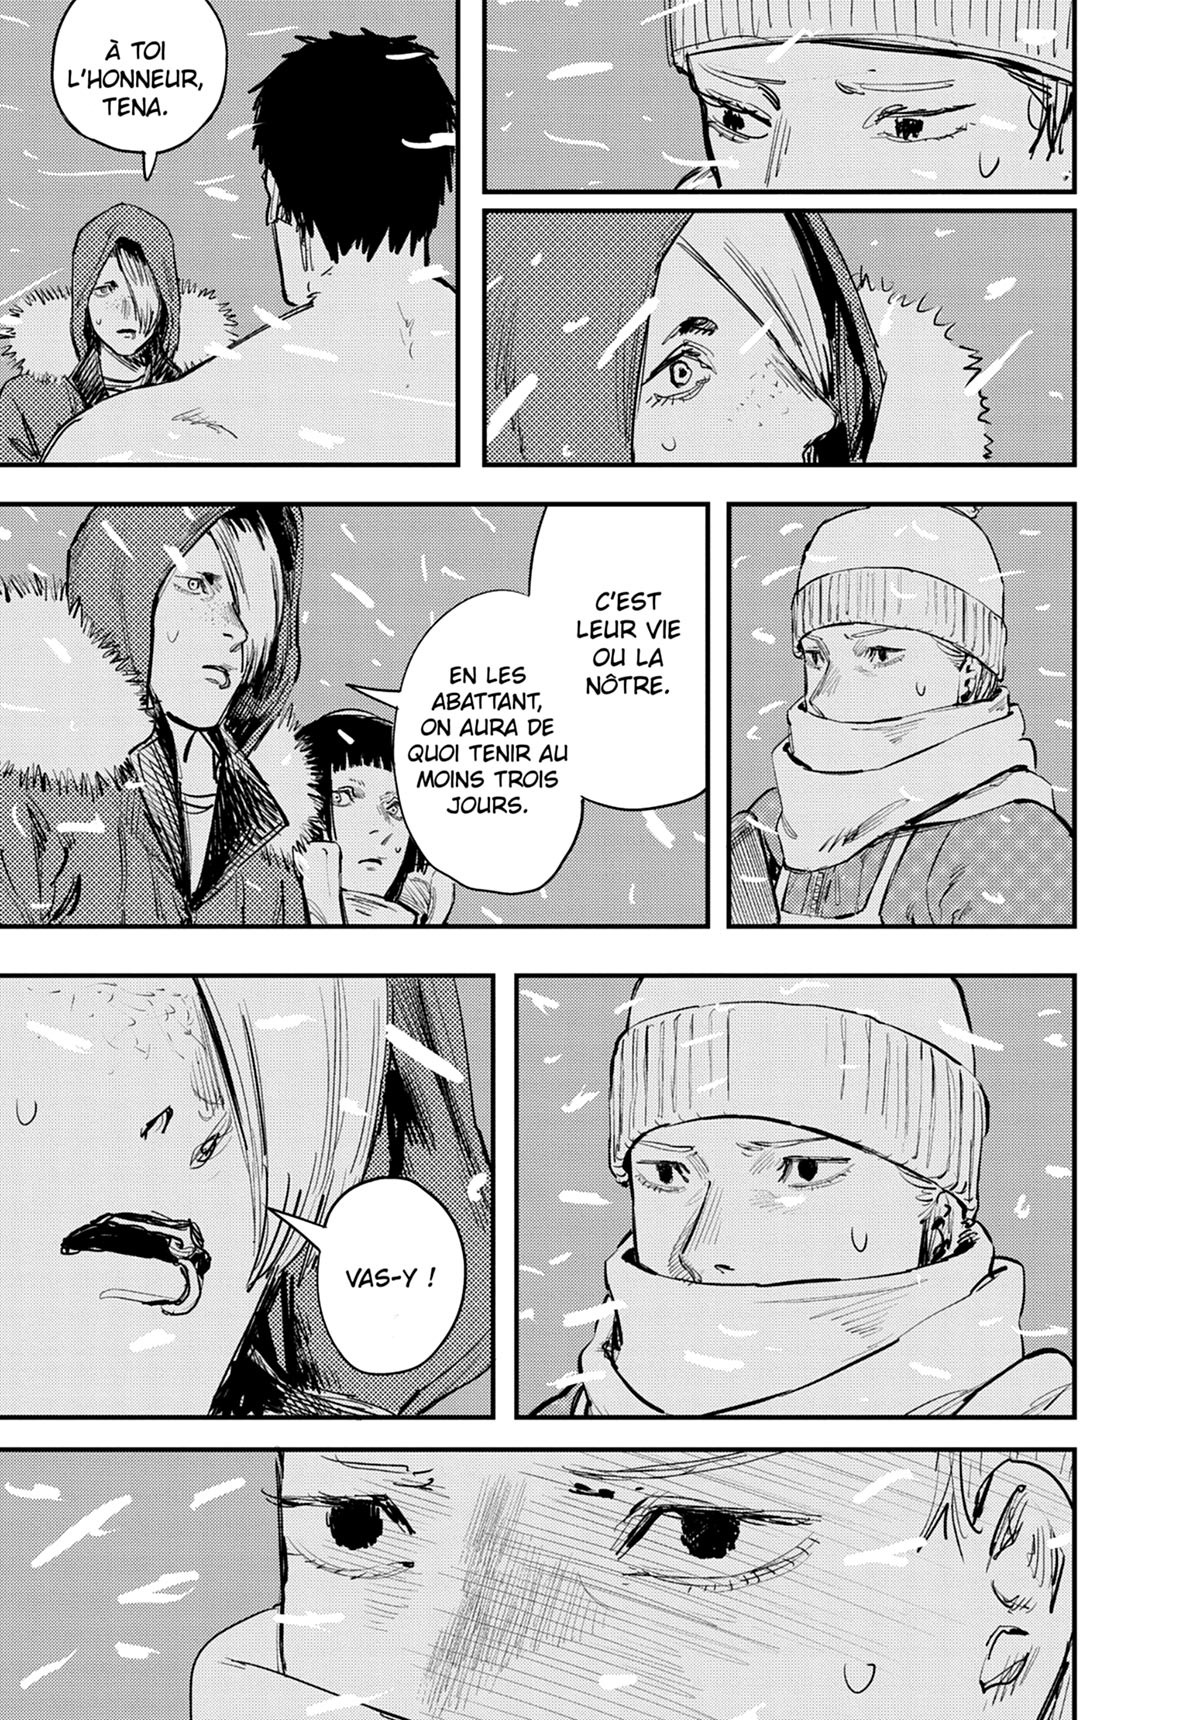 À TOI
L'HONNEUR,
TENA.
C'EST
LEUR VIE
OU LA
NÔTRE.
EN LES
ABATTANT,
ON AURA DE
QUOI TENIR AU
MOINS TROIS
JOURS.
VAS-Y !